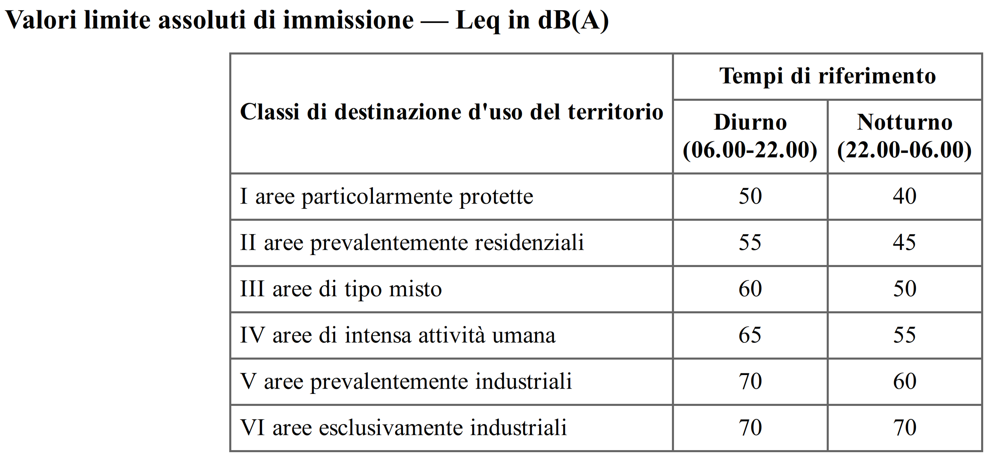 Valori limite assoluti di immissione — Leq in dB(A)
Classi di destinazione d'uso del territorio
Tempi di riferimento
Diurno
(06.00-22.00)
Notturno
(22.00-06.00)
I aree particolarmente protette 50 40
II aree prevalentemente residenziali 55 45
III aree di tipo misto 60 50
IV aree di intensa attività umana 65 55
V aree prevalentemente industriali 70 60
VI aree esclusivamente industriali 70 70